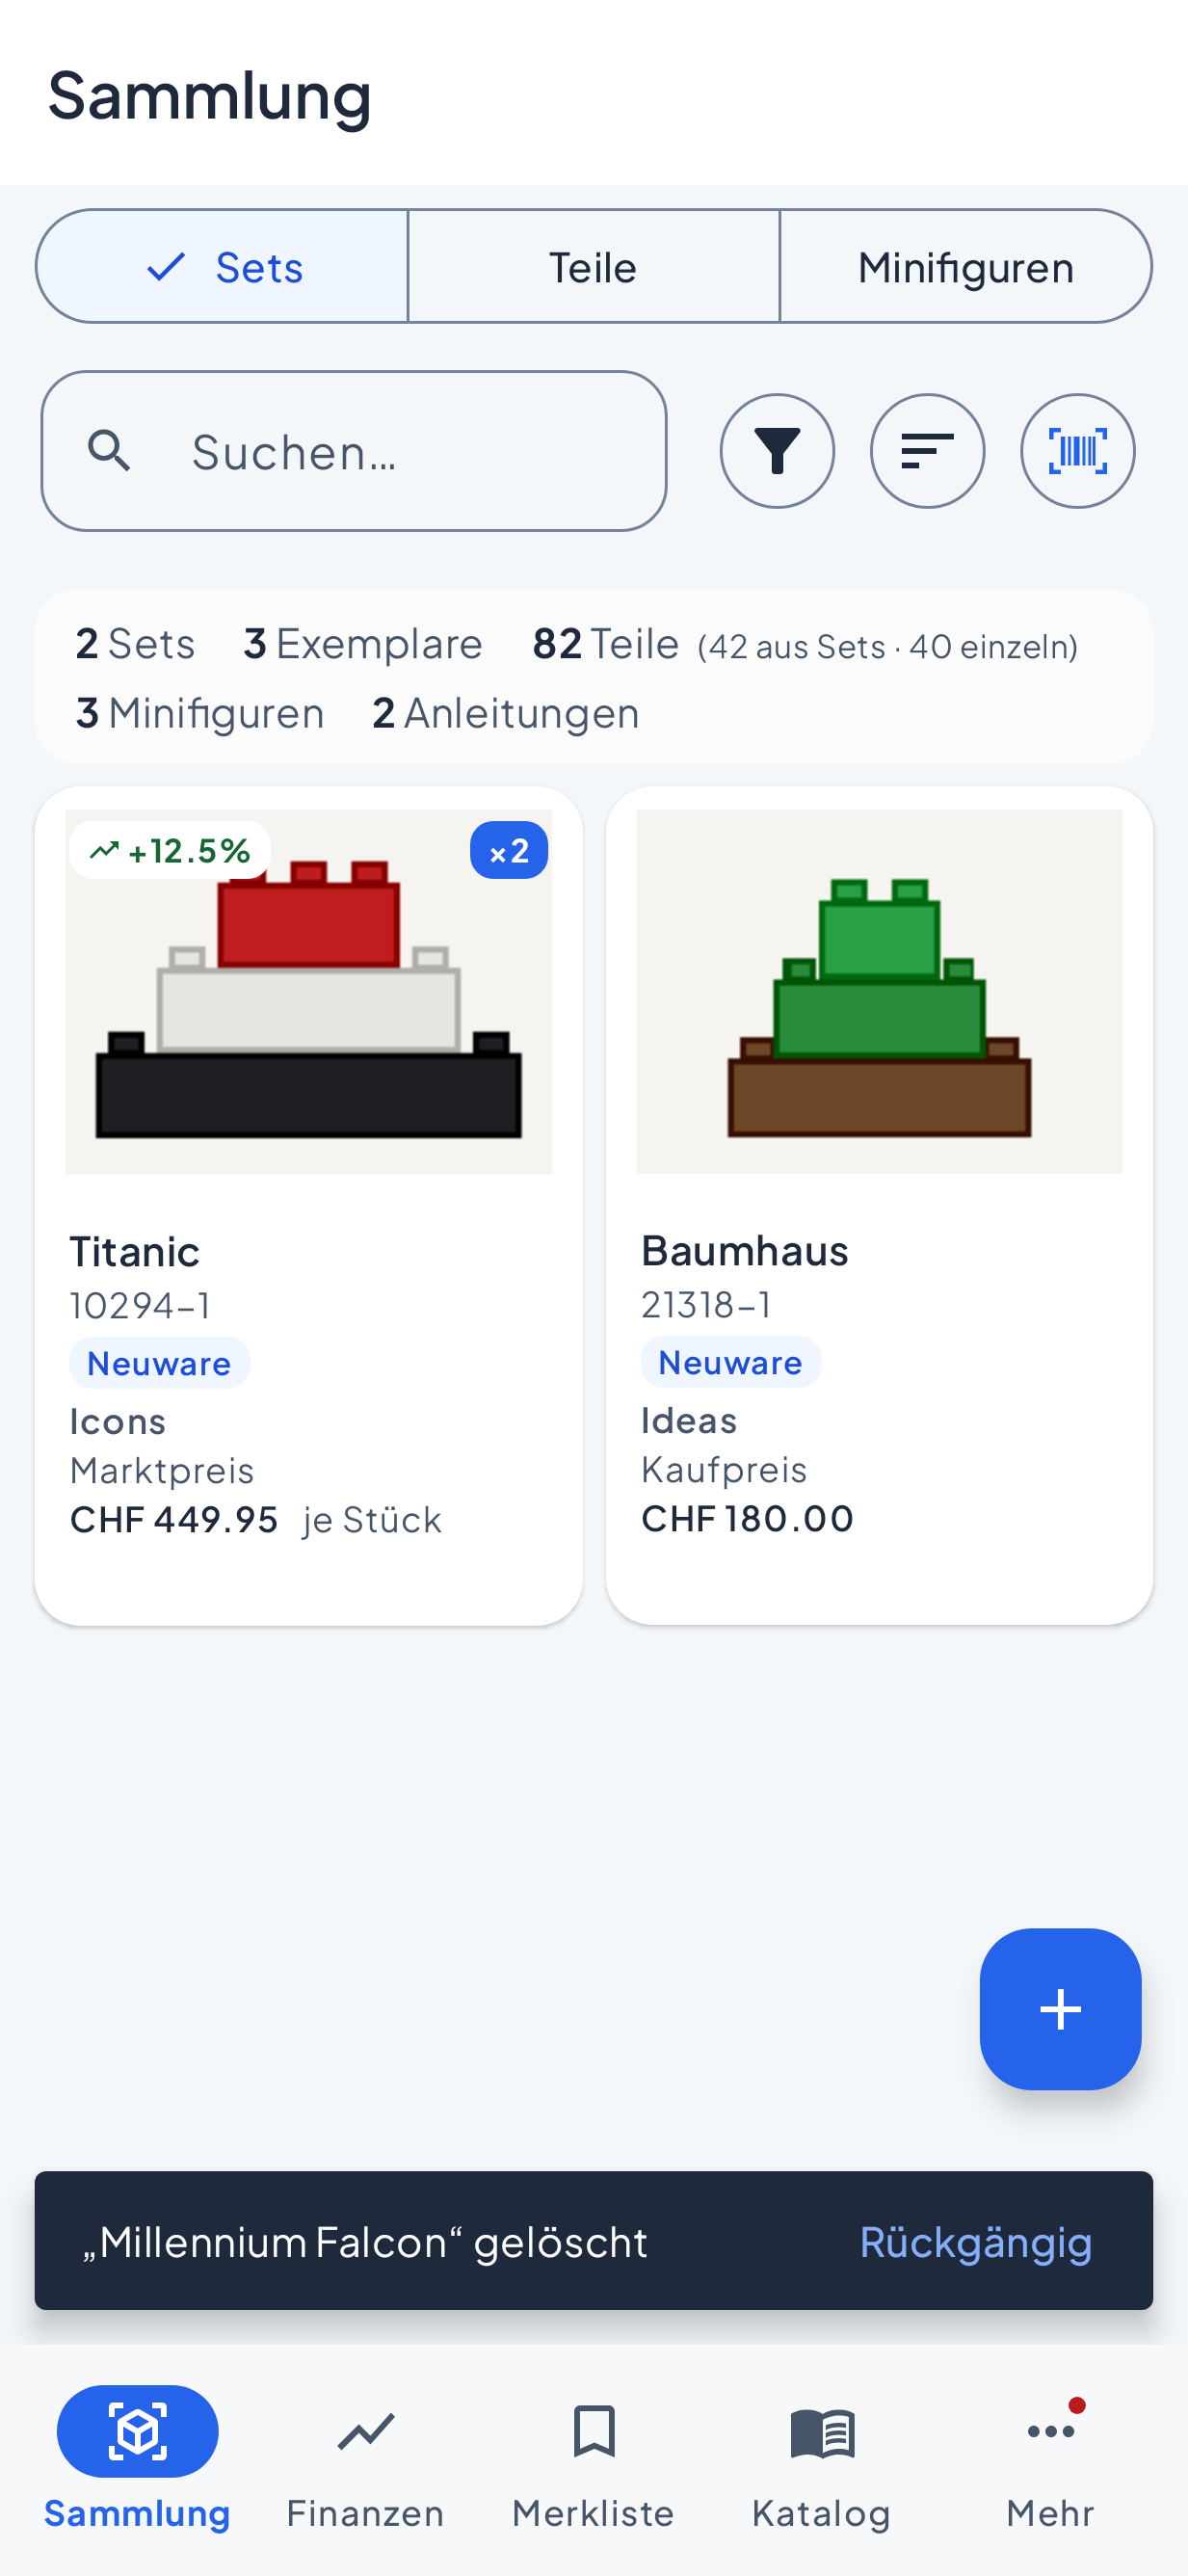 Sammlung
Sets Teile Minifiguren
Suchen…
2 Sets 3 Exemplare 82 Teile (42 aus Sets · 40 einzeln)
3 Minifiguren 2 Anleitungen
+12.5% ×2
Titanic
10294-1
Neuware
Icons
Marktpreis
CHF 449.95 je Stück
Baumhaus
21318-1
Neuware
Ideas
Kaufpreis
CHF 180.00
„Millennium Falcon“ gelöscht Rückgängig
Sammlung Finanzen Merkliste Katalog Mehr